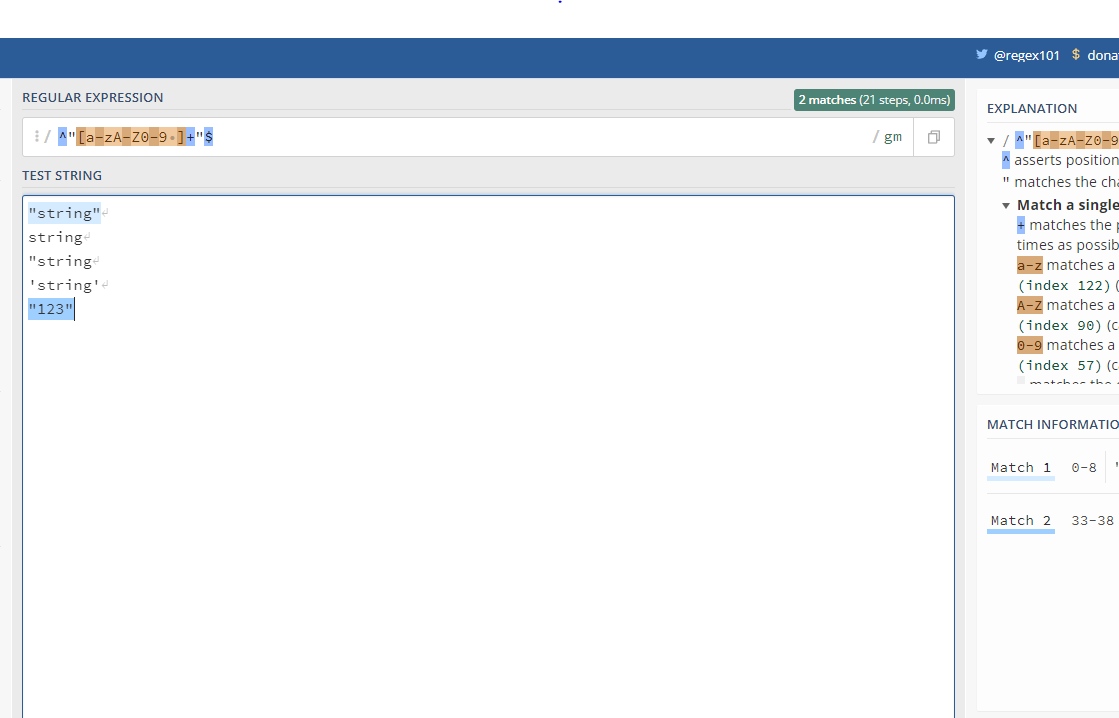 @regex101 $ dona
REGULAR EXPRESSION
2 matches (21 steps, 0.0ms)
/ ^"[a-zA-Z0-9·]+"$ / gm
TEST STRING
"string"↵
string↵
"string↵
'string'↵
"123"
EXPLANATION
/ ^"[a-zA-Z0-9
^ asserts position
" matches the cha
Match a single
+ matches the p
times as possib
a-z matches a
(index 122) (
A-Z matches a
(index 90) (c
0-9 matches a
(index 57) (c
matches the
MATCH INFORMATIO
Match 1 0-8 "
Match 2 33-38